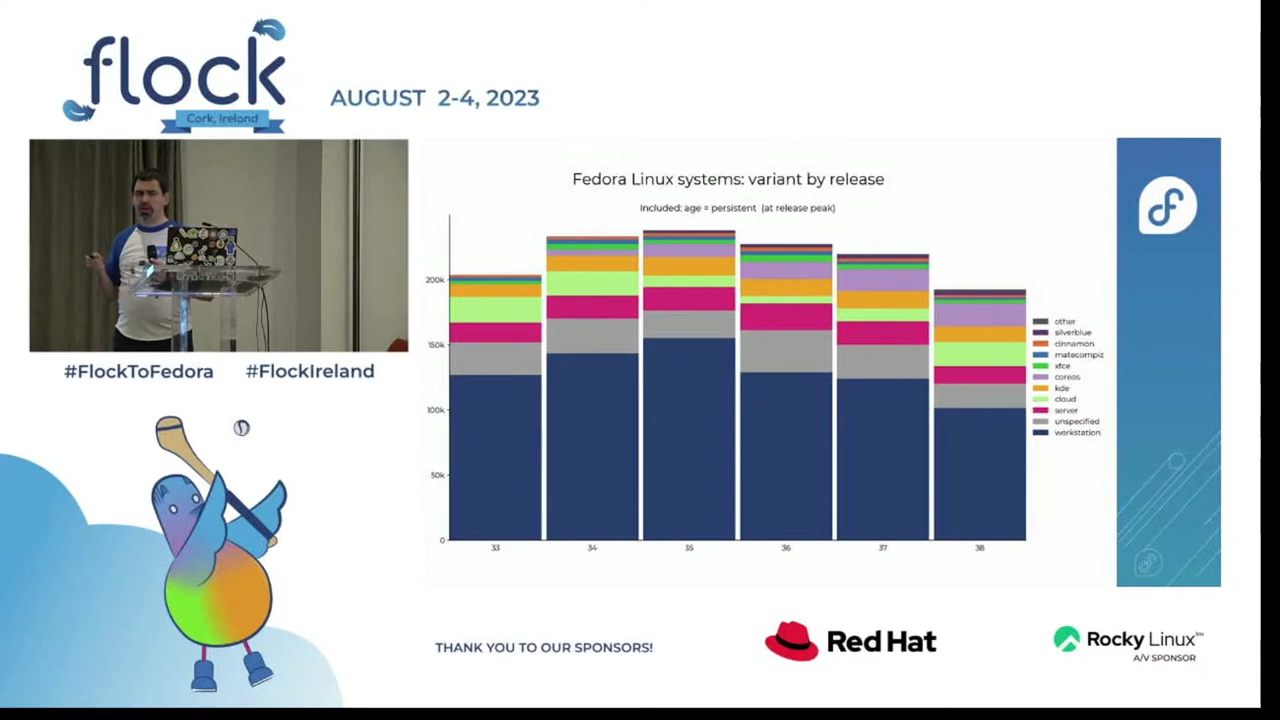 flock
Cork, Ireland
AUGUST 2-4, 2023
#FlockToFedora #FlockIreland
Fedora Linux systems: variant by release
Included: age = persistent (at release peak)
200k
150k
100k
50k
0
33 34 35 36 37 38
other
silverblue
cinnamon
matecompiz
xfce
coreos
kde
cloud
server
unspecified
workstation
THANK YOU TO OUR SPONSORS!
Red Hat
Rocky Linux™
A/V SPONSOR